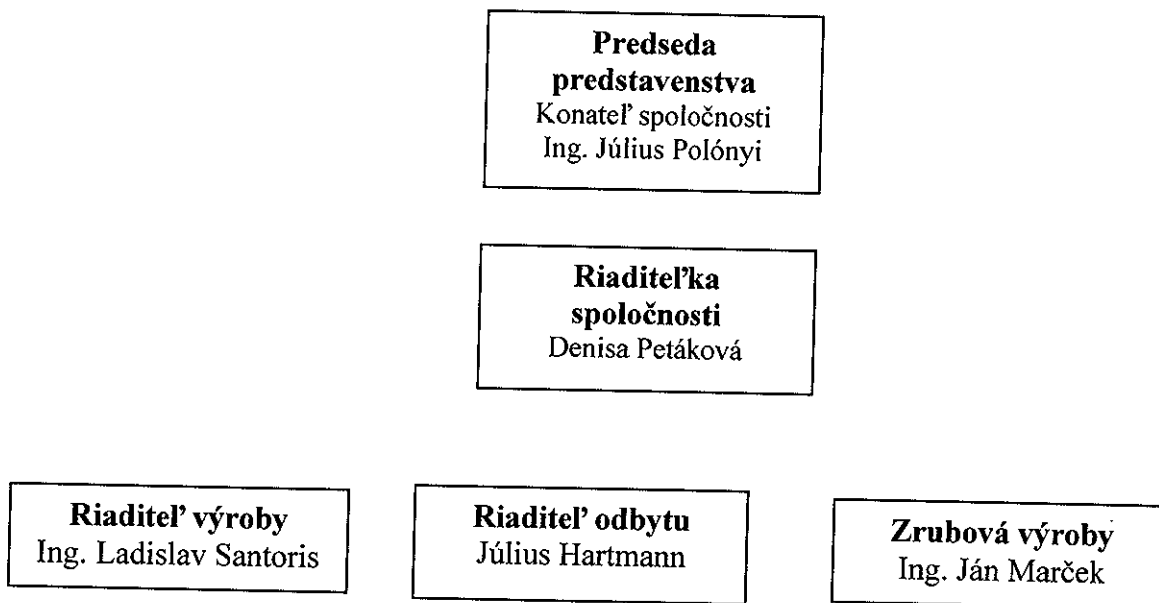 Predseda
predstavenstva
Konateľ spoločnosti
Ing. Július Polónyi
Riaditeľka
spoločnosti
Denisa Petáková
Riaditeľ výroby
Ing. Ladislav Santoris
Riaditeľ odbytu
Július Hartmann
Zrubová výroby
Ing. Ján Marček